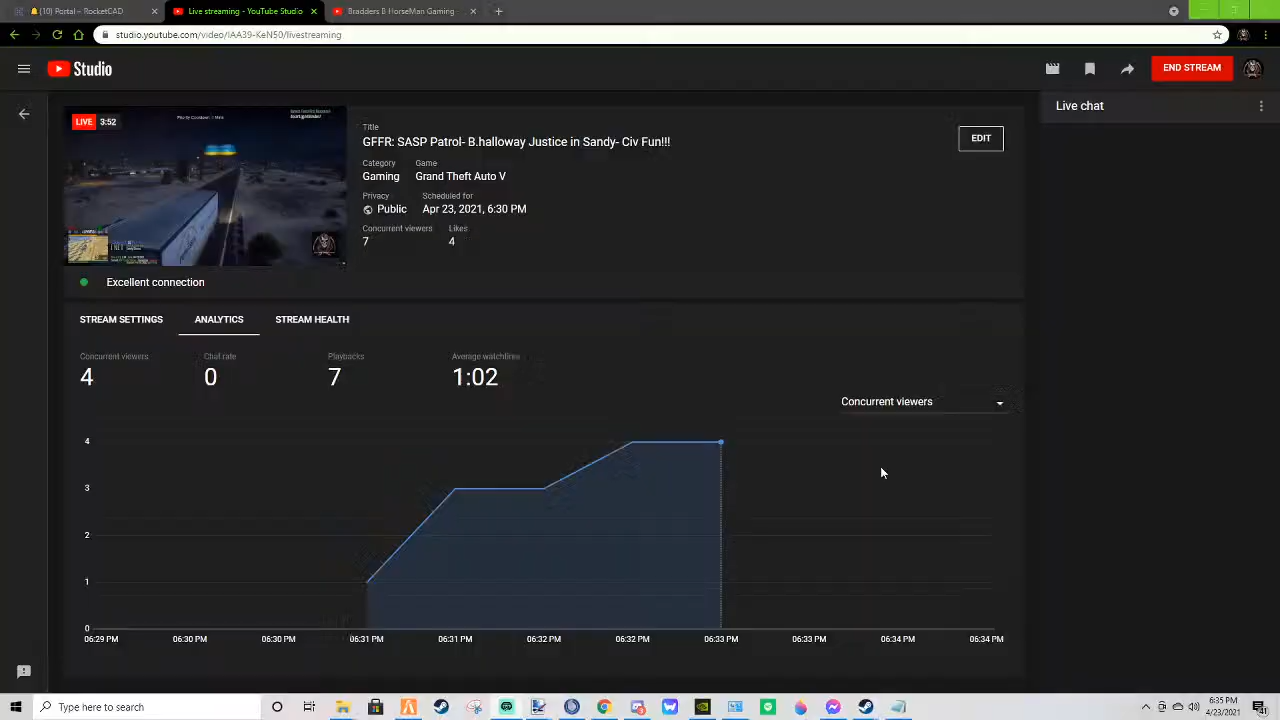 (10) Portal – RocketCAD
Live streaming - YouTube Studio
Bradders B HorseMan Gaming
studio.youtube.com/video/IAA39-KeN50/livestreaming
Studio
END STREAM
LIVE 3:52
Title
GFFR: SASP Patrol- B.halloway Justice in Sandy- Civ Fun!!!
EDIT
Category Game
Gaming Grand Theft Auto V
Privacy Scheduled for
Public Apr 23, 2021, 6:30 PM
Concurrent viewers Likes
7 4
Excellent connection
Live chat
STREAM SETTINGS ANALYTICS STREAM HEALTH
Concurrent viewers Chat rate Playbacks Average watchtime
4 0 7 1:02
Concurrent viewers
4
3
2
1
0
06:29 PM 06:30 PM 06:30 PM 06:31 PM 06:31 PM 06:32 PM 06:32 PM 06:33 PM 06:33 PM 06:34 PM 06:34 PM
Type here to search
6:35 PM
4/23/2021